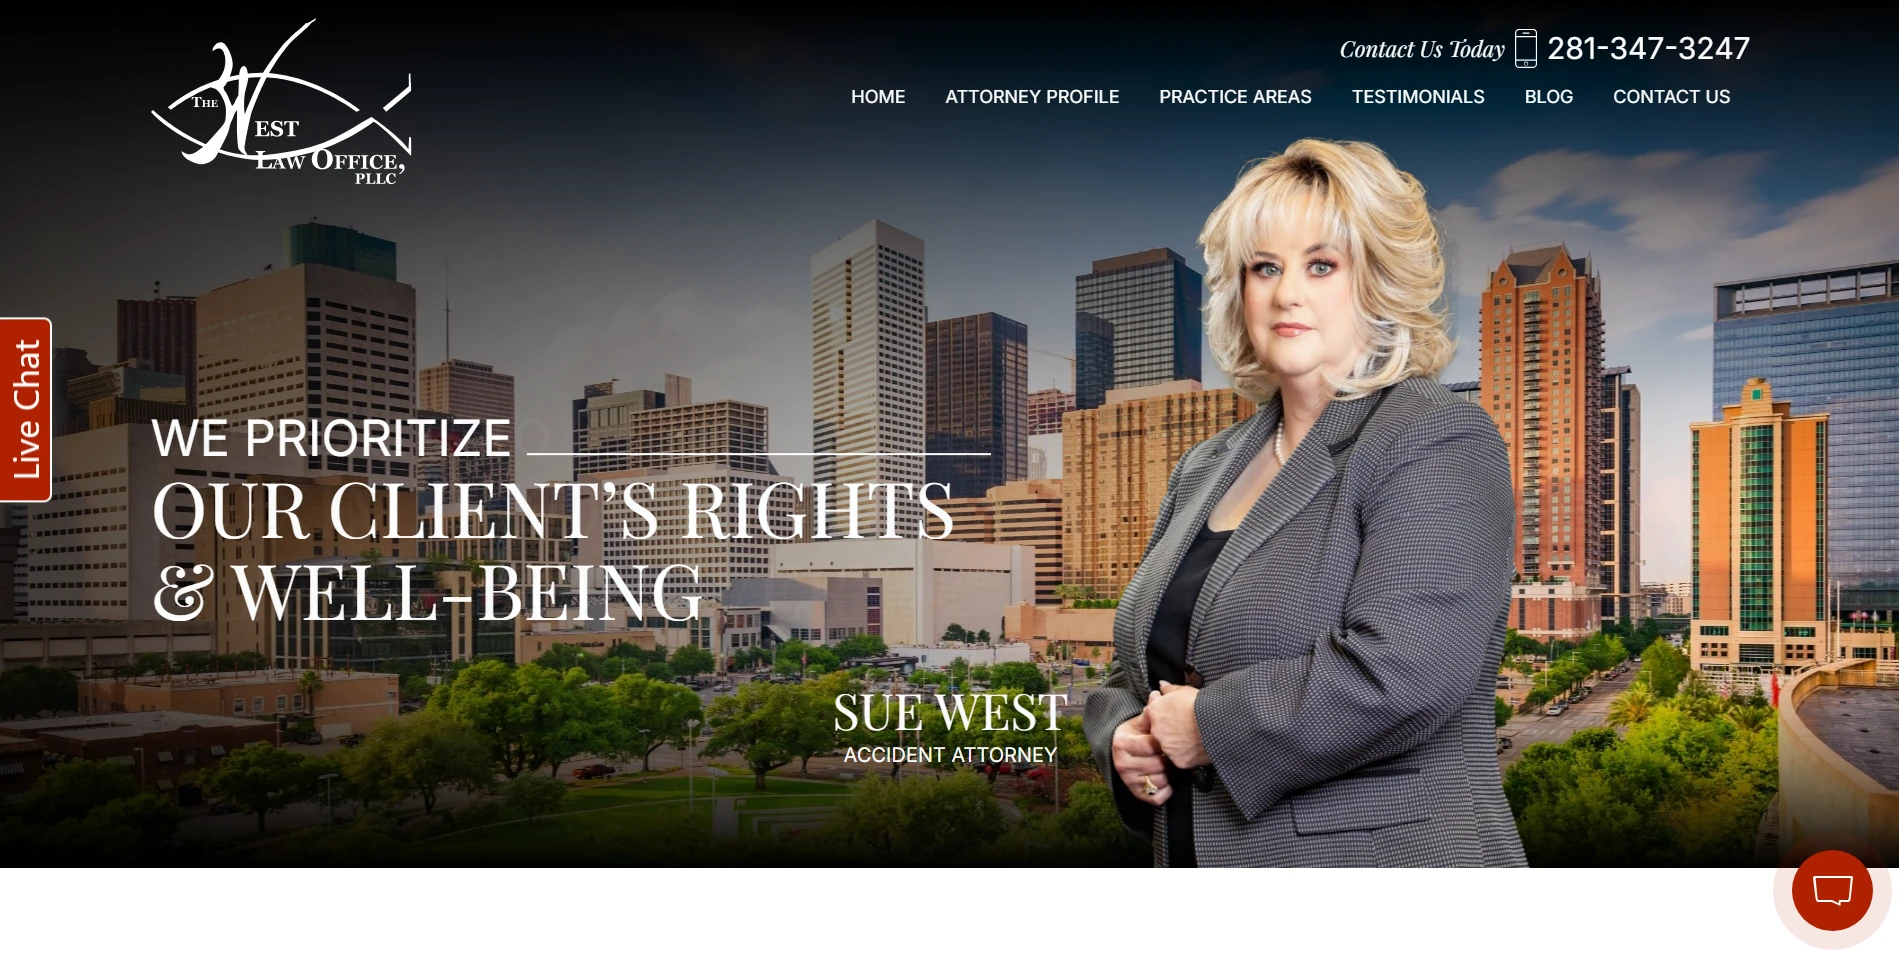 The West
Law Office,
PLLC
Contact Us Today 281-347-3247
HOME ATTORNEY PROFILE PRACTICE AREAS TESTIMONIALS BLOG CONTACT US
Live Chat
WE PRIORITIZE
OUR CLIENT’S RIGHTS
& WELL-BEING
SUE WEST
ACCIDENT ATTORNEY